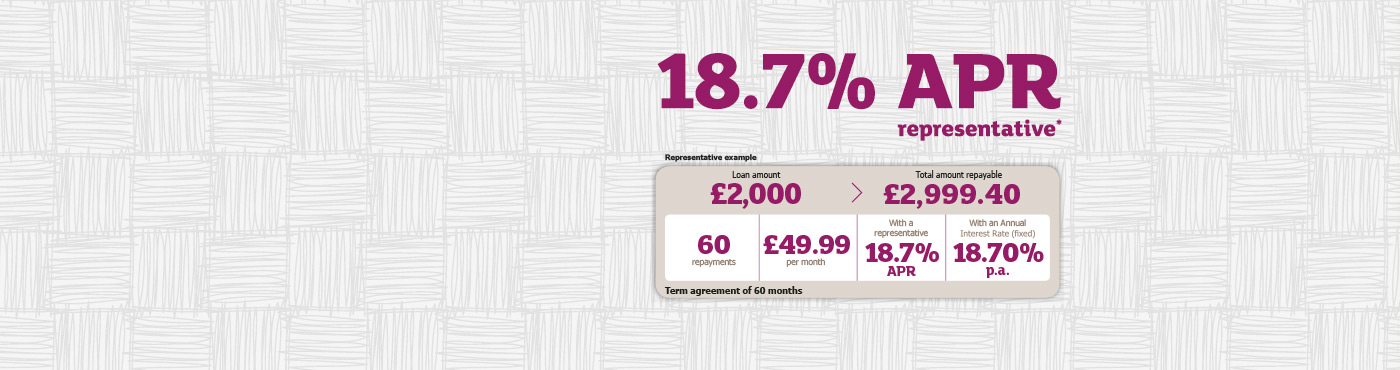 18.7% APR
representative*
Representative example
Loan amount
£2,000
Total amount repayable
£2,999.40
60
repayments
£49.99
per month
With a
representative
18.7%
APR
With an Annual
Interest Rate (fixed)
18.70%
p.a.
Term agreement of 60 months